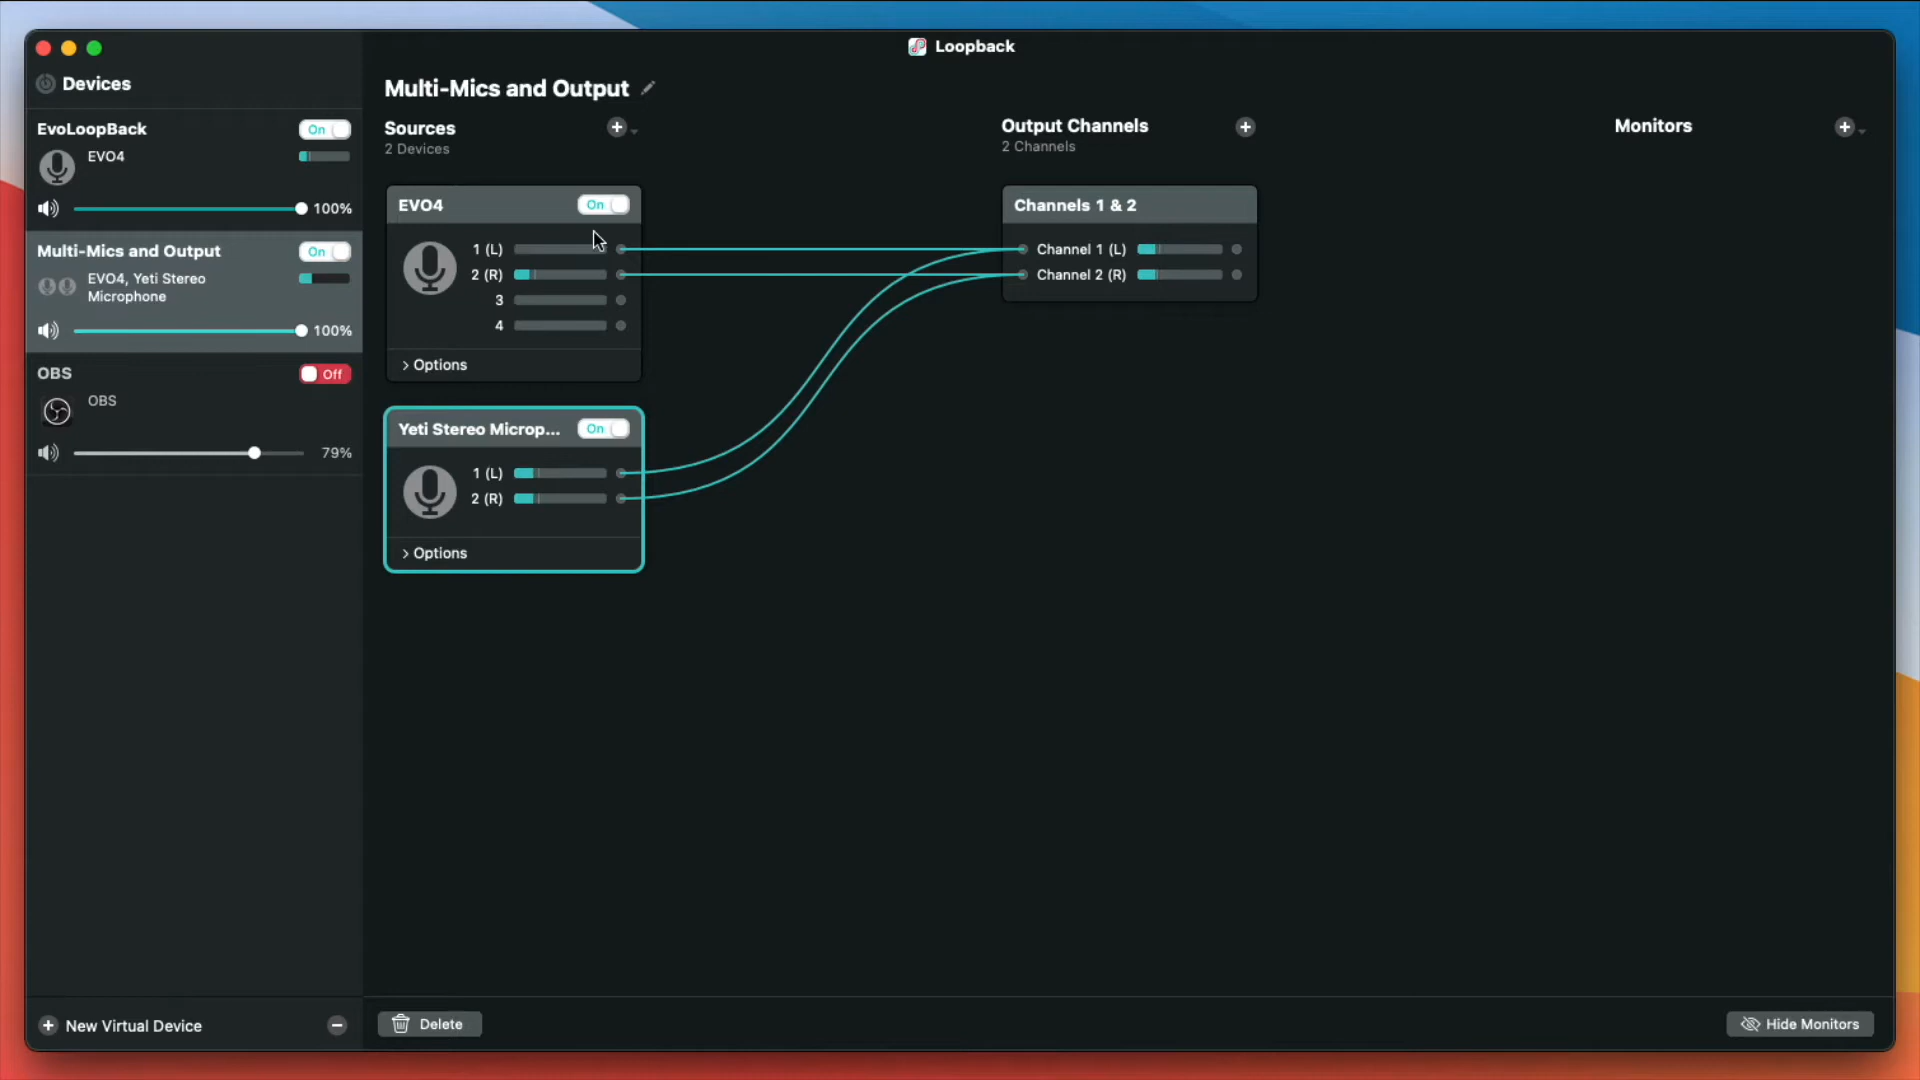 Loopback
Devices
EvoLoopBack
On
EVO4
100%
Multi-Mics and Output
On
EVO4, Yeti Stereo
Microphone
100%
OBS
Off
OBS
79%
New Virtual Device
Multi-Mics and Output
Sources
2 Devices
EVO4
On
1 (L)
2 (R)
3
4
Options
Yeti Stereo Microp...
On
1 (L)
2 (R)
Options
Output Channels
2 Channels
Channels 1 & 2
Channel 1 (L)
Channel 2 (R)
Monitors
Delete
Hide Monitors